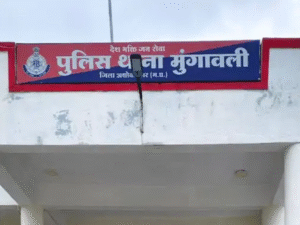 देश भक्ति जन सेवा
पुलिस थाना मुंगावली
जिला अशोकनगर (म.प्र.)